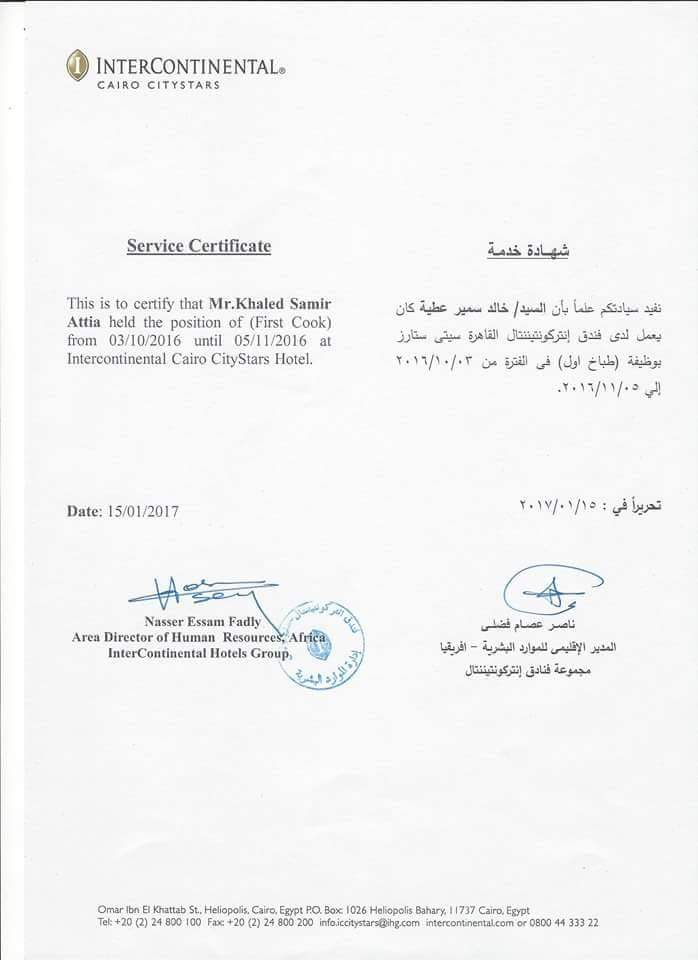 INTERCONTINENTAL®
CAIRO CITYSTARS
Service Certificate
This is to certify that Mr.Khaled Samir
Attia held the position of (First Cook)
from 03/10/2016 until 05/11/2016 at
Intercontinental Cairo CityStars Hotel.
شهادة خدمة
نفيد سيادتكم علماً بأن السيد/ خالد سمير عطية كان
يعمل لدى فندق إنتركونتيننتال القاهرة سيتى ستارز
بوظيفة (طباخ اول) فى الفترة من ٢٠١٦/١٠/٠٣
إلي ٢٠١٦/١١/٠٥.
Date: 15/01/2017
تحريراً في : ٢٠١٧/٠١/١٥
Nasser Essam Fadly
Area Director of Human Resources, Africa
InterContinental Hotels Group
ناصر عصام فضلى
المدير الإقليمى للموارد البشرية - افريقيا
مجموعة فنادق إنتركونتيننتال
إدارة الموارد البشرية
Omar Ibn El Khattab St., Heliopolis, Cairo, Egypt P.O. Box: 1026 Heliopolis Bahary, 11737 Cairo, Egypt
Tel: +20 (2) 24 800 100 Fax: +20 (2) 24 800 200 info.iccitystars@ihg.com intercontinental.com or 0800 44 333 22